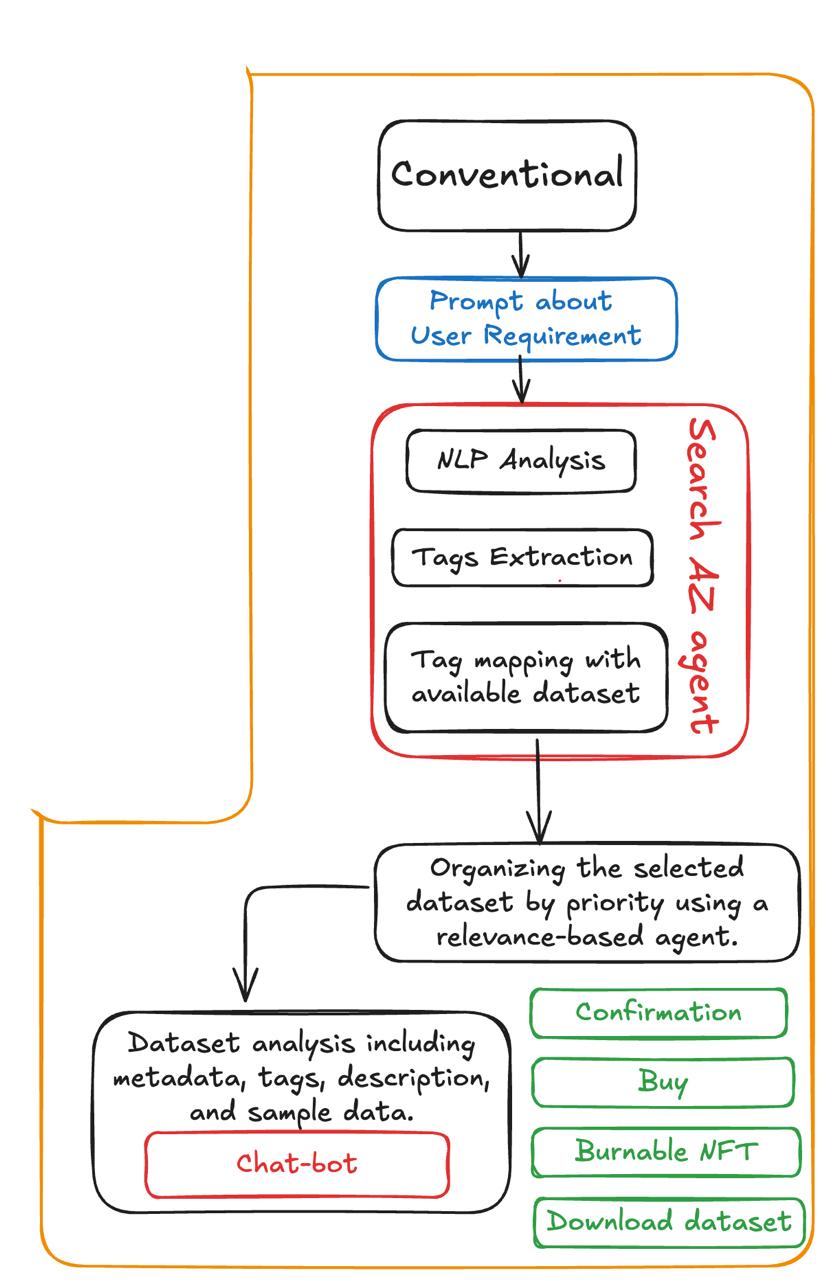 Conventional
Prompt about
User Requirement
NLP Analysis
Tags Extraction
Tag mapping with
available dataset
Search AZ agent
Organizing the selected
dataset by priority using a
relevance-based agent.
Dataset analysis including
metadata, tags, description,
and sample data.
Chat-bot
Confirmation
Buy
Burnable NFT
Download dataset